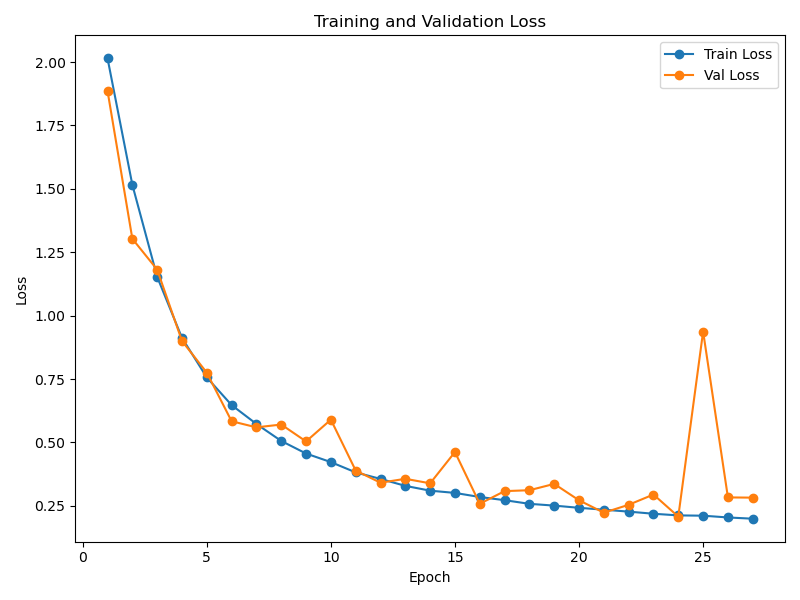 Training and Validation Loss
Train Loss
Val Loss
2.00
1.75
1.50
1.25
1.00
0.75
0.50
0.25
Loss
0 5 10 15 20 25
Epoch